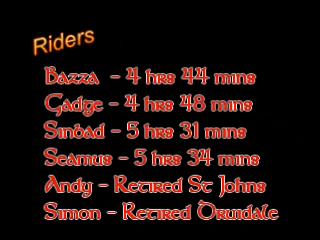 Riders
Bazza - 4 hrs 44 mins
Gadge - 4 hrs 48 mins
Sinbad - 5 hrs 31 mins
Seamus - 5 hrs 34 mins
Andy - Retired St Johns
Simon - Retired Druidale